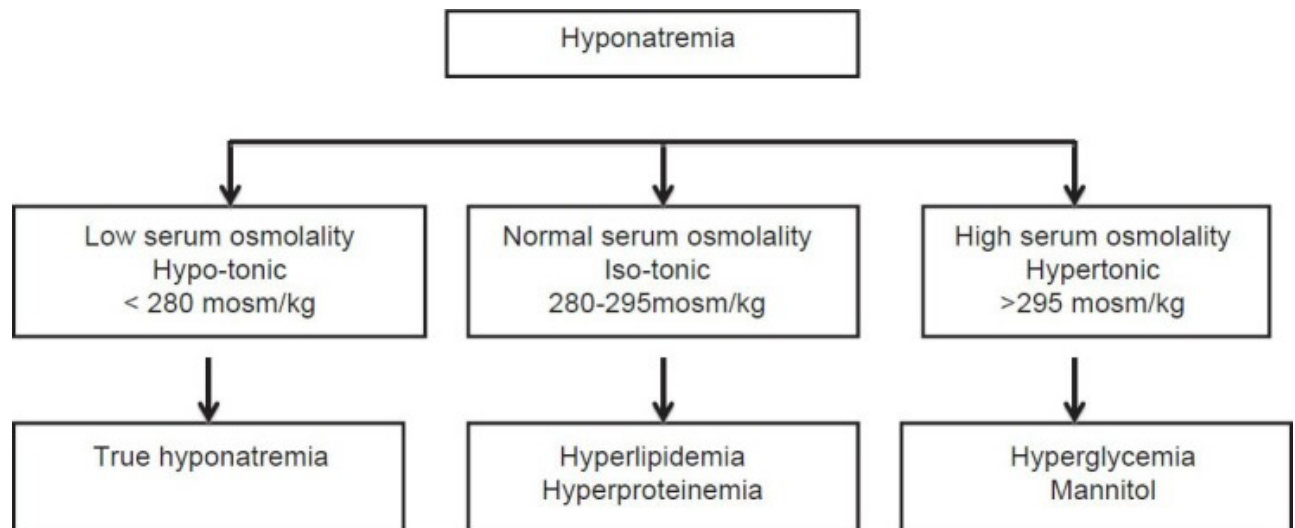 Hyponatremia
Low serum osmolality
Hypo-tonic
< 280 mosm/kg
Normal serum osmolality
Iso-tonic
280-295mosm/kg
High serum osmolality
Hypertonic
>295 mosm/kg
True hyponatremia
Hyperlipidemia
Hyperproteinemia
Hyperglycemia
Mannitol